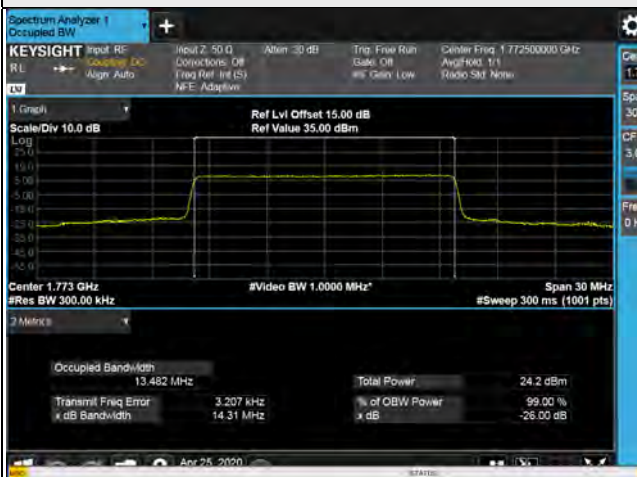 Spectrum Analyzer 1
Occupied BW
+
KEYSIGHT Input: RF Input Z: 50 Ω Atten: 30 dB Trig: Free Run Center Freq: 1.772500000 GHz
RL Coupling: DC Corrections: Off Gate: Off Avg|Hold: 1/1
Align: Auto Freq Ref: Int (S) #IF Gain: Low Radio Std: None
LW NFE: Adaptive
1 Graph
Ref Lvl Offset 15.00 dB
Scale/Div 10.0 dB Ref Value 35.00 dBm
Log
25.0
15.0
5.00
-5.00
-15.0
-25.0
-35.0
-45.0
-55.0
Center 1.773 GHz #Video BW 1.0000 MHz* Span 30 MHz
#Res BW 300.00 kHz #Sweep 300 ms (1001 pts)
2 Metrics
Occupied Bandwidth
13.482 MHz Total Power 24.2 dBm
Transmit Freq Error 3.207 kHz % of OBW Power 99.00 %
x dB Bandwidth 14.31 MHz x dB -26.00 dB
Apr 25, 2020
MSG STATUS